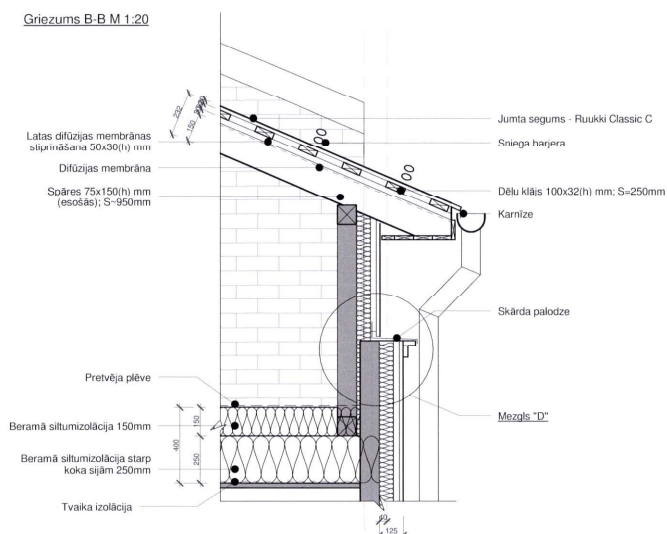 Griezums B-B M 1:20
Jumta segums - Ruukki Classic C
Latas difūzijas membrānas
stiprināšana 50x30(h) mm
Sniega barjera
Difūzijas membrāna
Spāres 75x150(h) mm
(esošās); S~950mm
Dēļu klājs 100x32(h) mm; S=250mm
Karnīze
Skārda palodze
Pretvēja plēve
Mezgls "D"
Beramā siltumizolācija 150mm
Beramā siltumizolācija starp
koka sijām 250mm
Tvaika izolācija
232
150
150
400
250
40
125